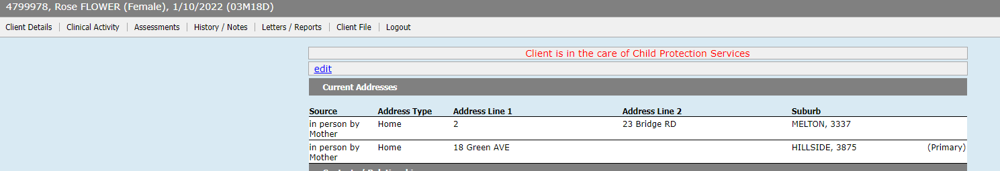 4799978, Rose FLOWER (Female), 1/10/2022 (03M18D)
Client Details Clinical Activity Assessments History / Notes Letters / Reports Client File Logout
Client is in the care of Child Protection Services
edit
Current Addresses
Source Address Type Address Line 1 Address Line 2 Suburb
in person by Home 2 23 Bridge RD MELTON, 3337
Mother
in person by Home 18 Green AVE HILLSIDE, 3875 (Primary)
Mother